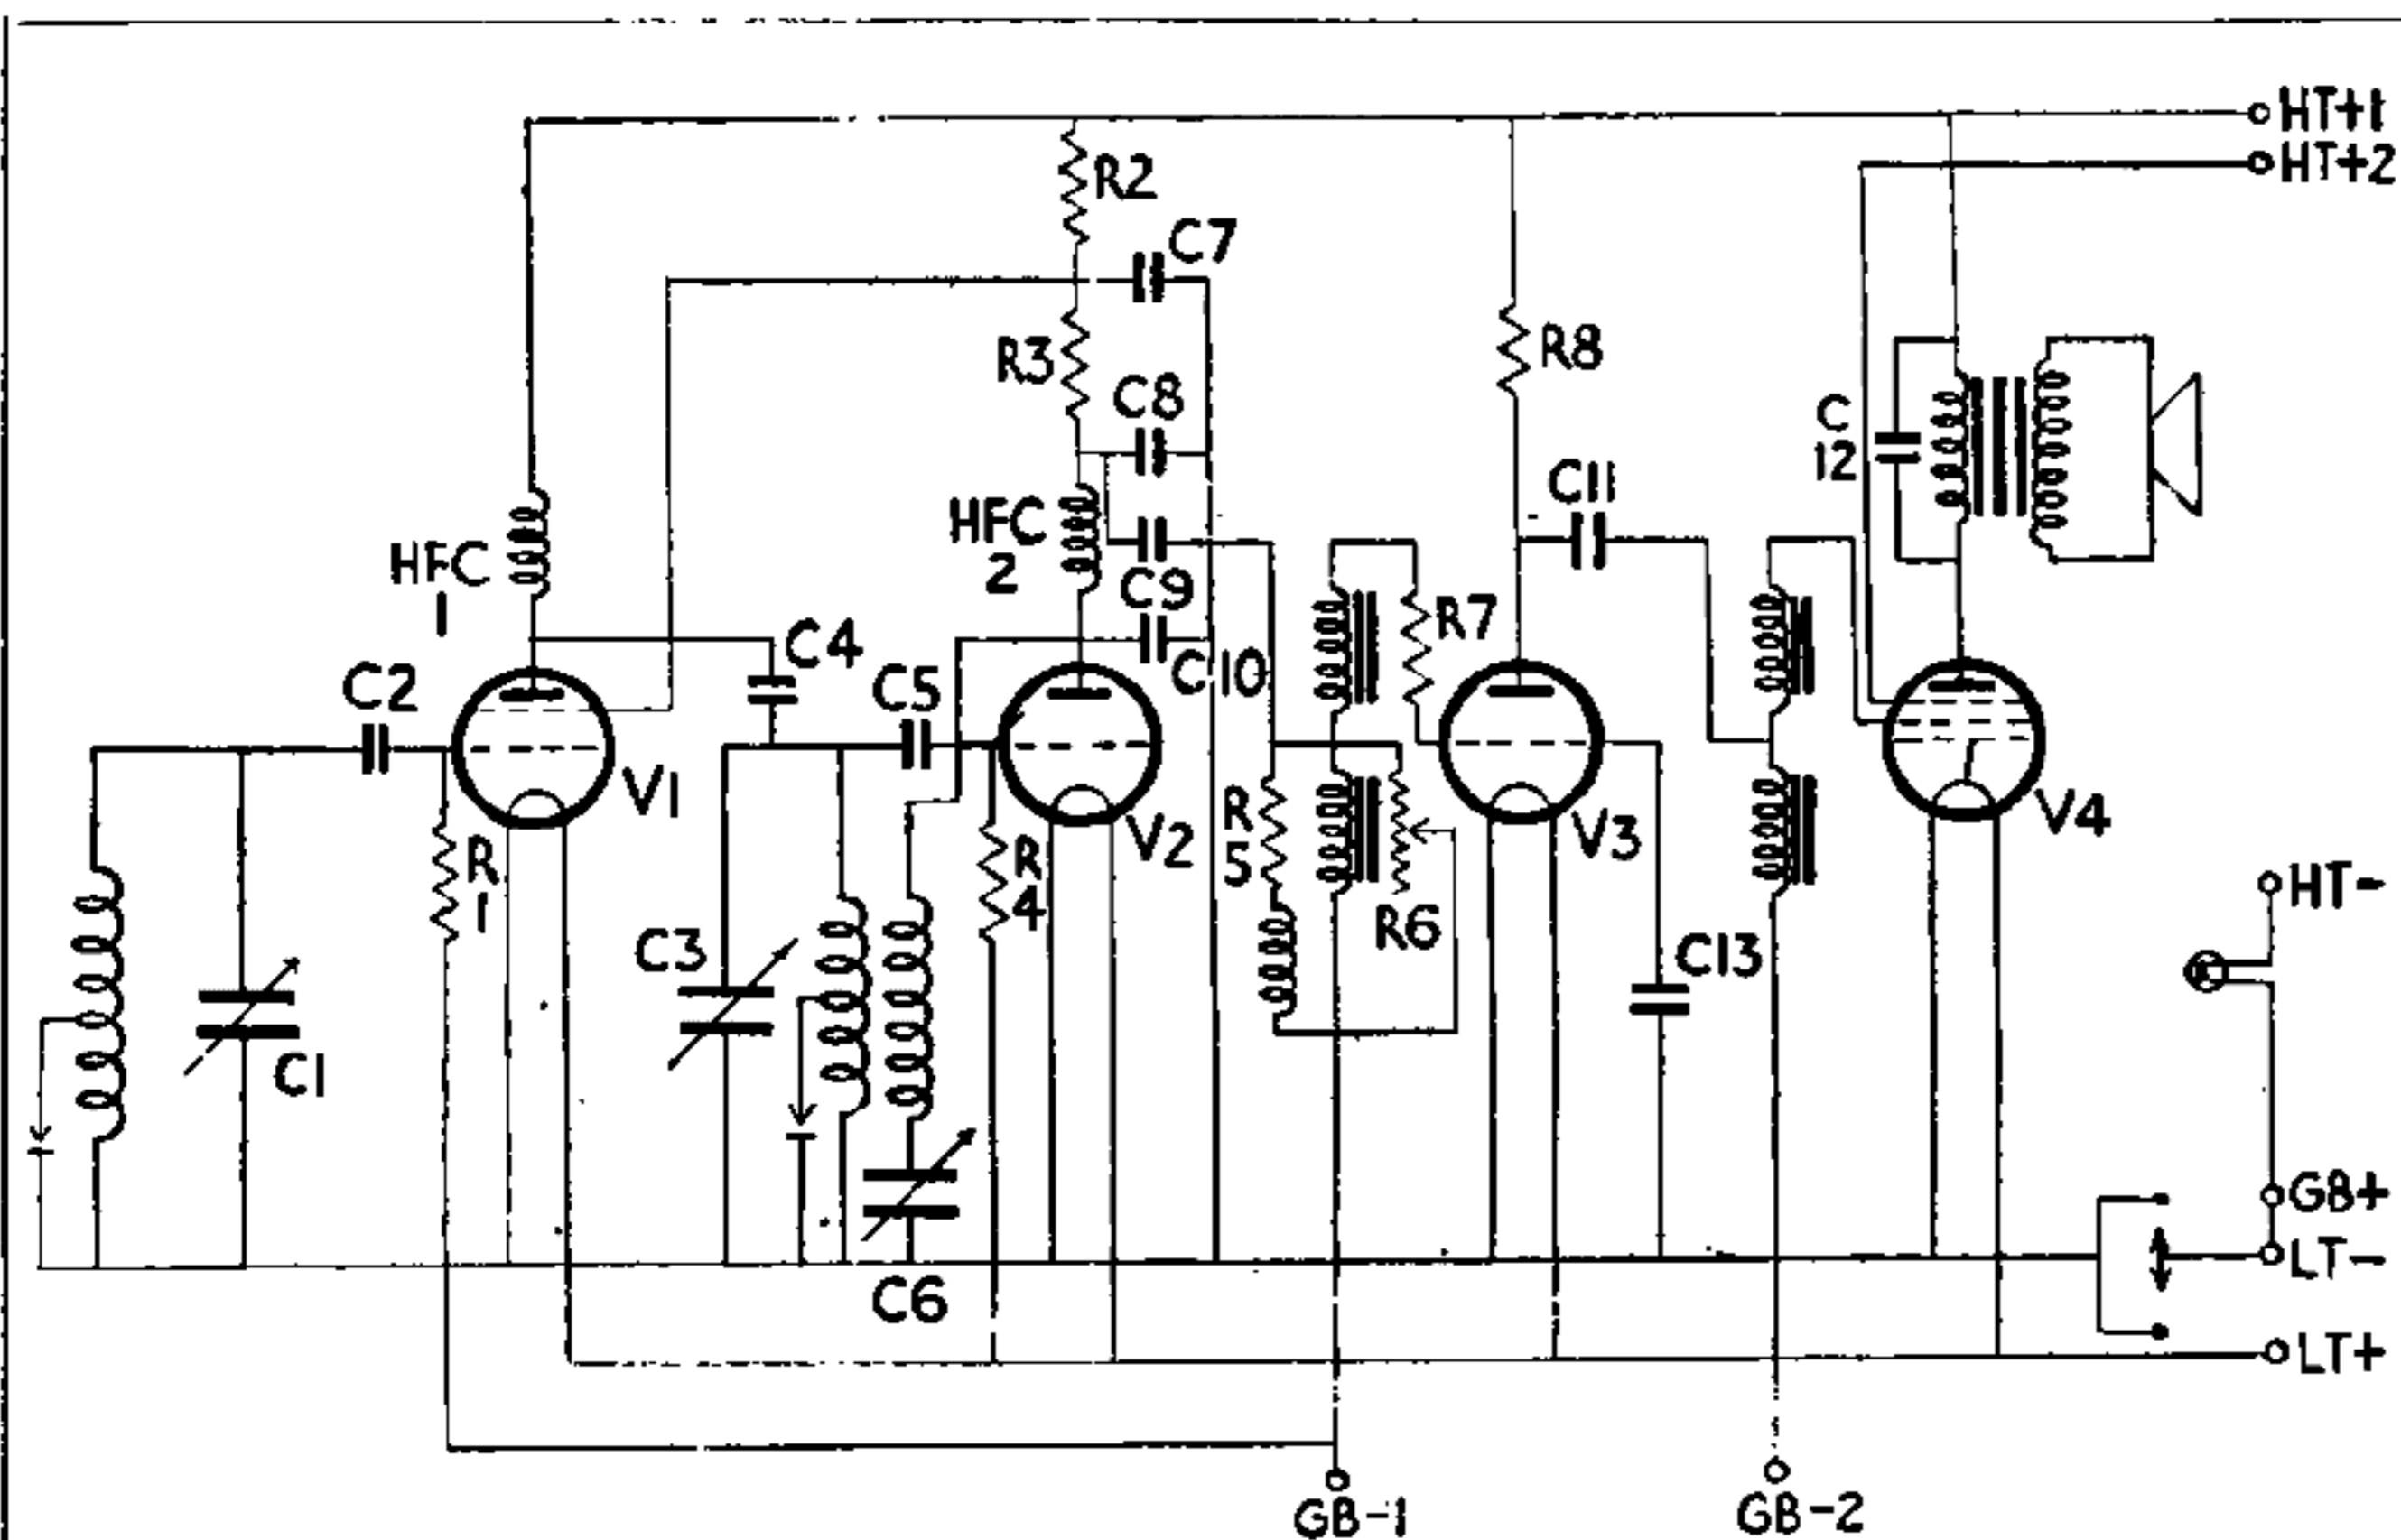 HT+1
HT+2
R2
C7
R3
R8
C8
C
12
C11
HFC
1
HFC
2
C9
R7
C4
C2
C5
C10
V1
V2
R
5
V3
V4
R
1
R
4
HT-
R6
C3
C13
C1
GB+
LT-
C6
LT+
GB-1
GB-2